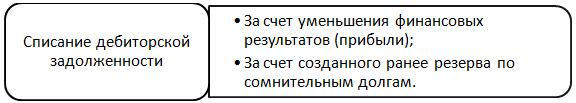 Списание дебиторской
задолженности
• За счет уменьшения финансовых
результатов (прибыли);
• За счет созданного ранее резерва по
сомнительным долгам.